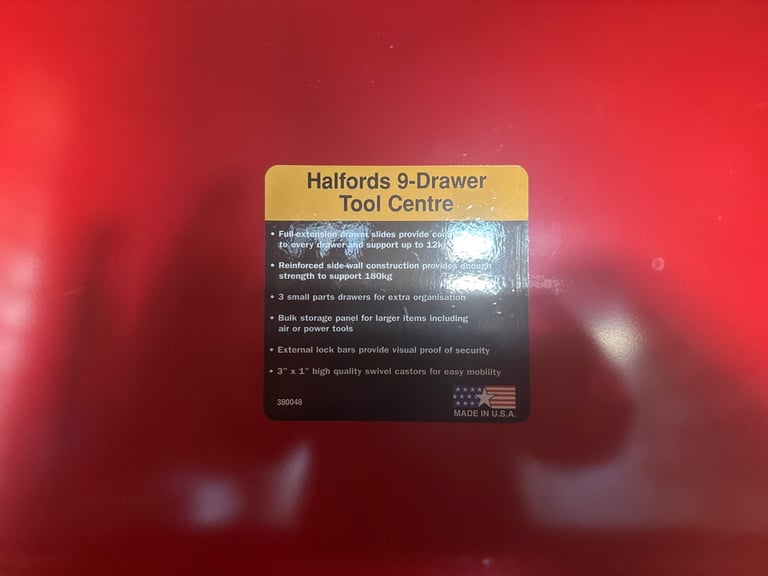 Halfords 9-Drawer
Tool Centre
• Full-extension drawer slides provide
to every drawer and support up to
• Reinforced side-wall construction provides enough
strength to support 180kg
• 3 small parts drawers for extra organisation
• Bulk storage panel for larger items including
air or power tools
• External lock bars provide visual proof of security
• 3" x 1" high quality swivel castors for easy mobility
380048
MADE IN U.S.A.